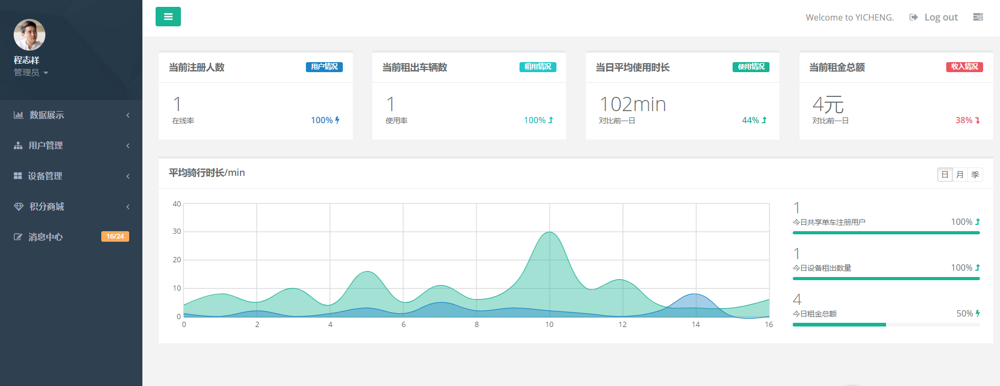 程志祥
管理员
数据展示
用户管理
设备管理
积分商城
消息中心 16/24
Welcome to YICHENG. Log out
当前注册人数 用户情况
1
在线率 100%
当前租出车辆数 租用情况
1
使用率 100%
当日平均使用时长 使用情况
102min
对比前一日 44%
当前租金总额 收入情况
4元
对比前一日 38%
平均骑行时长/min 日 月 季
40
30
20
10
0
0 2 4 6 8 10 12 14 16
1
今日共享单车注册用户 100%
1
今日设备租出数量 100%
4
今日租金总额 50%